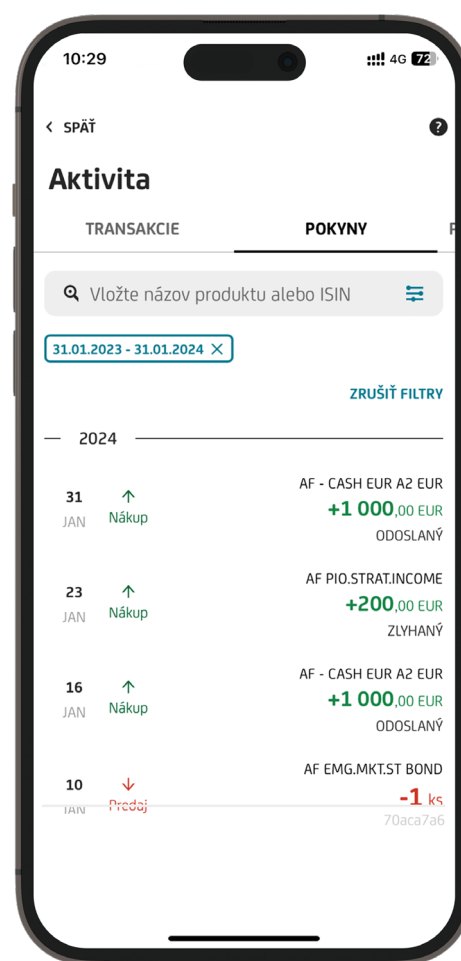 10:29
4G 72
< SPÄŤ
?
Aktivita
TRANSAKCIE POKYNY
Vložte názov produktu alebo ISIN
31.01.2023 - 31.01.2024 ×
ZRUŠIŤ FILTRE
2024
AF - CASH EUR A2 EUR
31 ↑ +1 000,00 EUR
JAN Nákup
ODOSLANÝ
AF PIO.STRAT.INCOME
23 ↑ +200,00 EUR
JAN Nákup
ZLYHANÝ
AF - CASH EUR A2 EUR
16 ↑ +1 000,00 EUR
JAN Nákup
ODOSLANÝ
AF EMG.MKT.ST BOND
10 ↓ -1 ks
JAN Predaj
70aca7a6